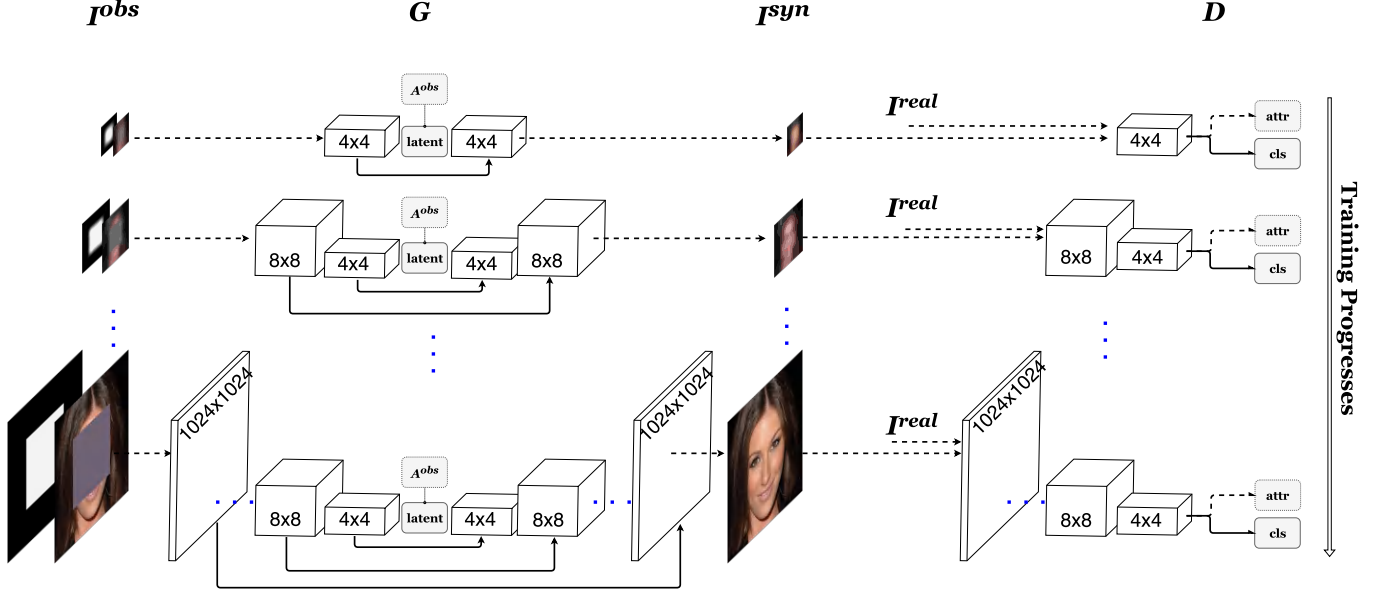 I^obs G I^syn D
A^obs
4x4 latent 4x4
I^real
4x4
attr
cls
A^obs
8x8 4x4 latent 4x4 8x8
I^real
8x8 4x4
attr
cls
1024x1024
A^obs
8x8 4x4 latent 4x4 8x8
1024x1024
I^real
1024x1024
8x8 4x4
attr
cls
Training Progresses